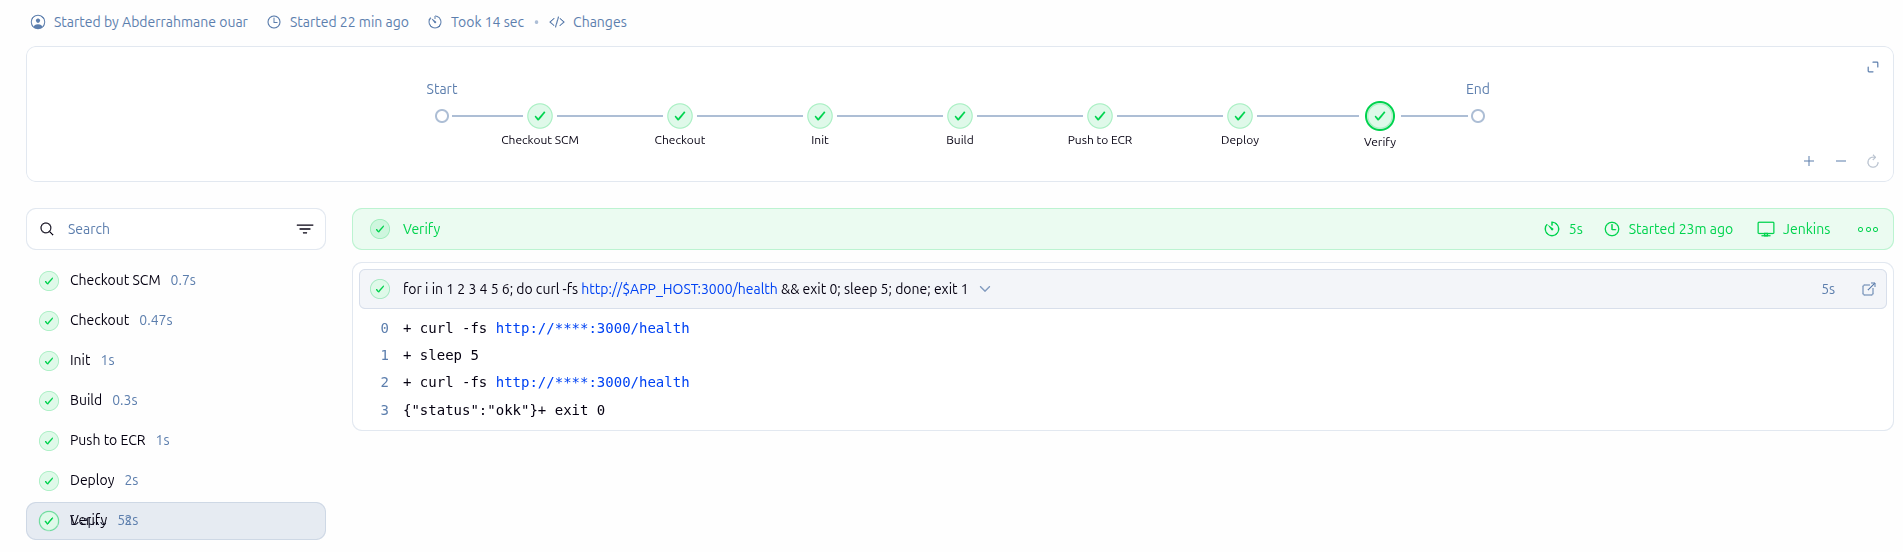 Started by Abderrahmane ouar Started 22 min ago Took 14 sec • Changes
Start End
Checkout SCM Checkout Init Build Push to ECR Deploy Verify
Search
Verify 5s Started 23m ago Jenkins
Checkout SCM 0.7s
Checkout 0.47s
Init 1s
Build 0.3s
Push to ECR 1s
Deploy 2s
Verify
for i in 1 2 3 4 5 6; do curl -fs http://$APP_HOST:3000/health && exit 0; sleep 5; done; exit 1 5s
0 + curl -fs http://****:3000/health
1 + sleep 5
2 + curl -fs http://****:3000/health
3 {"status":"okk"}+ exit 0